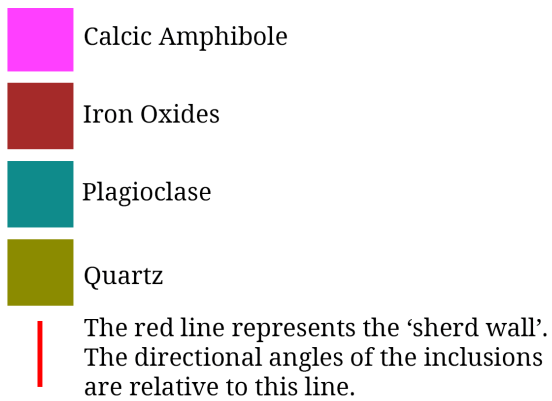 Calcic Amphibole
Iron Oxides
Plagioclase
Quartz
The red line represents the ‘sherd wall’.
The directional angles of the inclusions
are relative to this line.